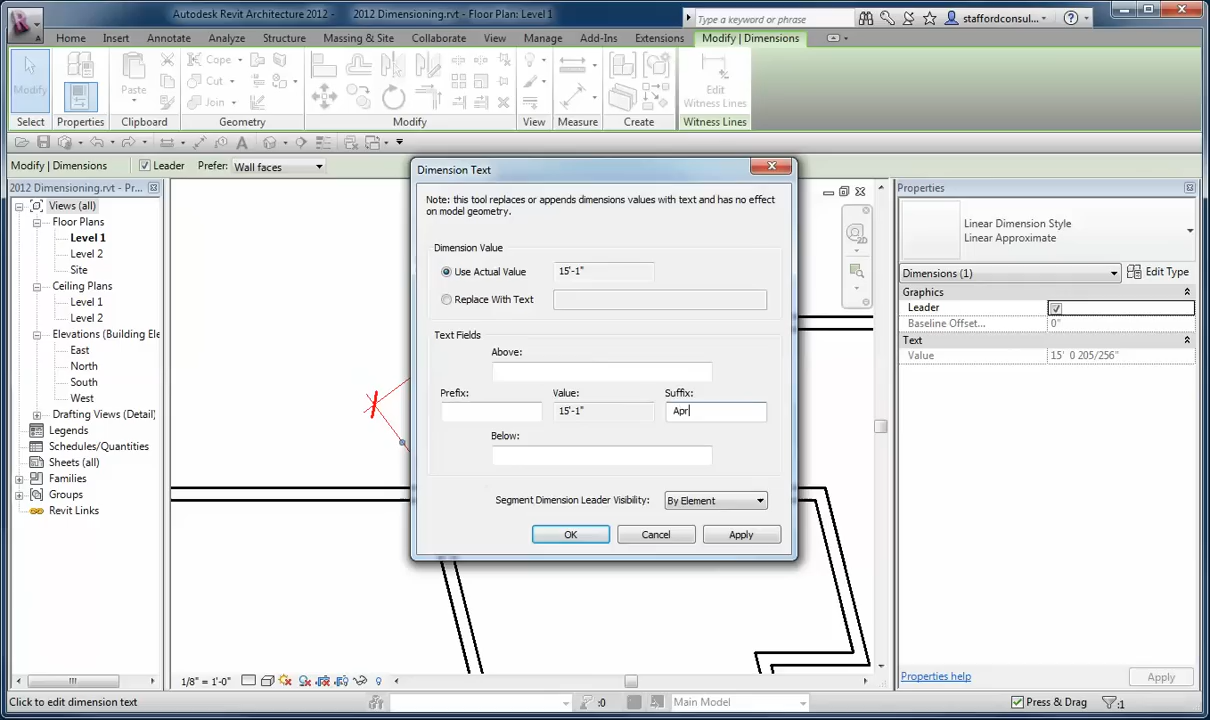 Autodesk Revit Architecture 2012 - 2012 Dimensioning.rvt - Floor Plan: Level 1
Type a keyword or phrase
staffordconsul...
Home Insert Annotate Analyze Structure Massing & Site Collaborate View Manage Add-Ins Extensions Modify | Dimensions
Modify
Paste
Cope
Cut
Join
Edit
Witness Lines
Select Properties Clipboard Geometry Modify View Measure Create Witness Lines
Modify | Dimensions Leader Prefer: Wall faces
2012 Dimensioning.rvt - Pr...
Views (all)
Floor Plans
Level 1
Level 2
Site
Ceiling Plans
Level 1
Level 2
Elevations (Building Ele
East
North
South
West
Drafting Views (Detail)
Legends
Schedules/Quantities
Sheets (all)
Families
Groups
Revit Links
Dimension Text
Note: this tool replaces or appends dimensions values with text and has no effect
on model geometry.
Dimension Value
Use Actual Value 15'-1"
Replace With Text
Text Fields
Above:
Prefix: Value: Suffix:
15'-1" Apr
Below:
Segment Dimension Leader Visibility: By Element
OK Cancel Apply
Properties
Linear Dimension Style
Linear Approximate
Dimensions (1) Edit Type
Graphics
Leader
Baseline Offset... 0"
Text
Value 15' 0 205/256"
Properties help Apply
1/8" = 1'-0"
Click to edit dimension text :0 Main Model Press & Drag :1